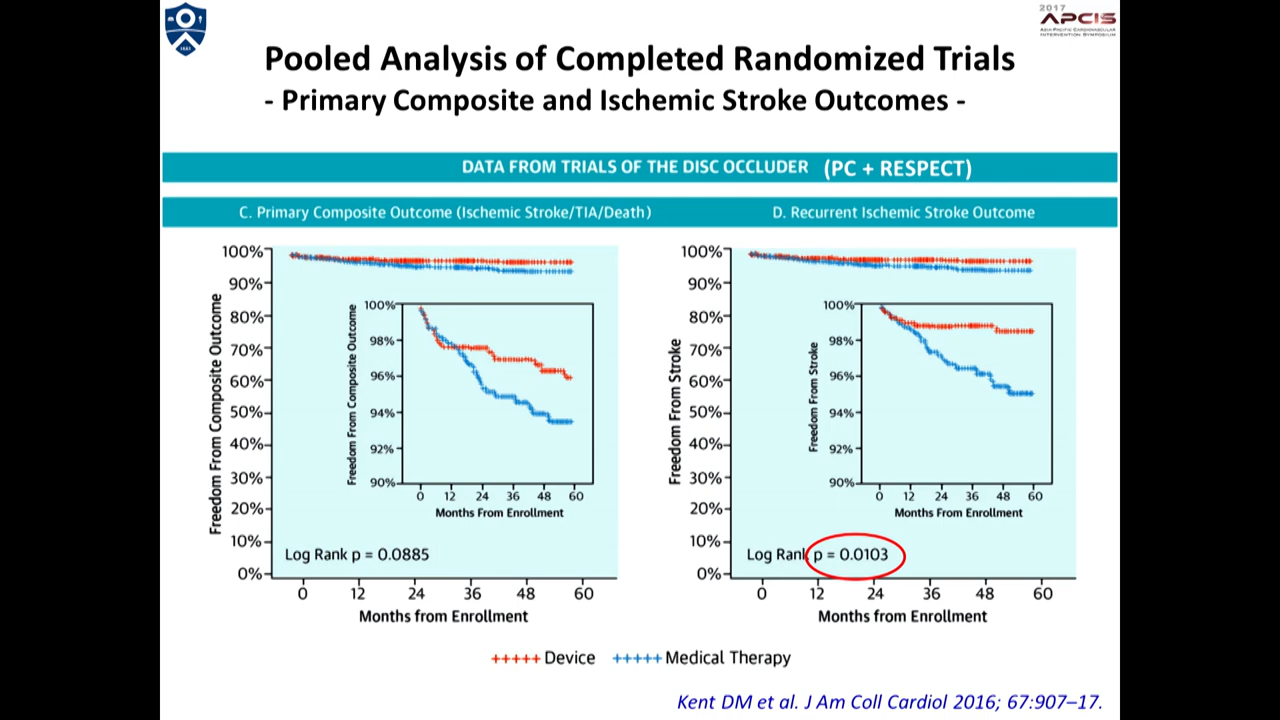 2017
APCIS
ASIA-PACIFIC CARDIOVASCULAR
INTERVENTION SYMPOSIUM
Pooled Analysis of Completed Randomized Trials
- Primary Composite and Ischemic Stroke Outcomes -
DATA FROM TRIALS OF THE DISC OCCLUDER (PC + RESPECT)
C. Primary Composite Outcome (Ischemic Stroke/TIA/Death)
Freedom From Composite Outcome
100%
90%
80%
70%
60%
50%
40%
30%
20%
10%
0%
Freedom From Composite Outcome
100%
98%
96%
94%
92%
90%
0 12 24 36 48 60
Months From Enrollment
Log Rank p = 0.0885
0 12 24 36 48 60
Months from Enrollment
D. Recurrent Ischemic Stroke Outcome
Freedom From Stroke
100%
90%
80%
70%
60%
50%
40%
30%
20%
10%
0%
Freedom From Stroke
100%
98%
96%
94%
92%
90%
0 12 24 36 48 60
Months From Enrollment
Log Rank p = 0.0103
0 12 24 36 48 60
Months from Enrollment
Device Medical Therapy
Kent DM et al. J Am Coll Cardiol 2016; 67:907–17.